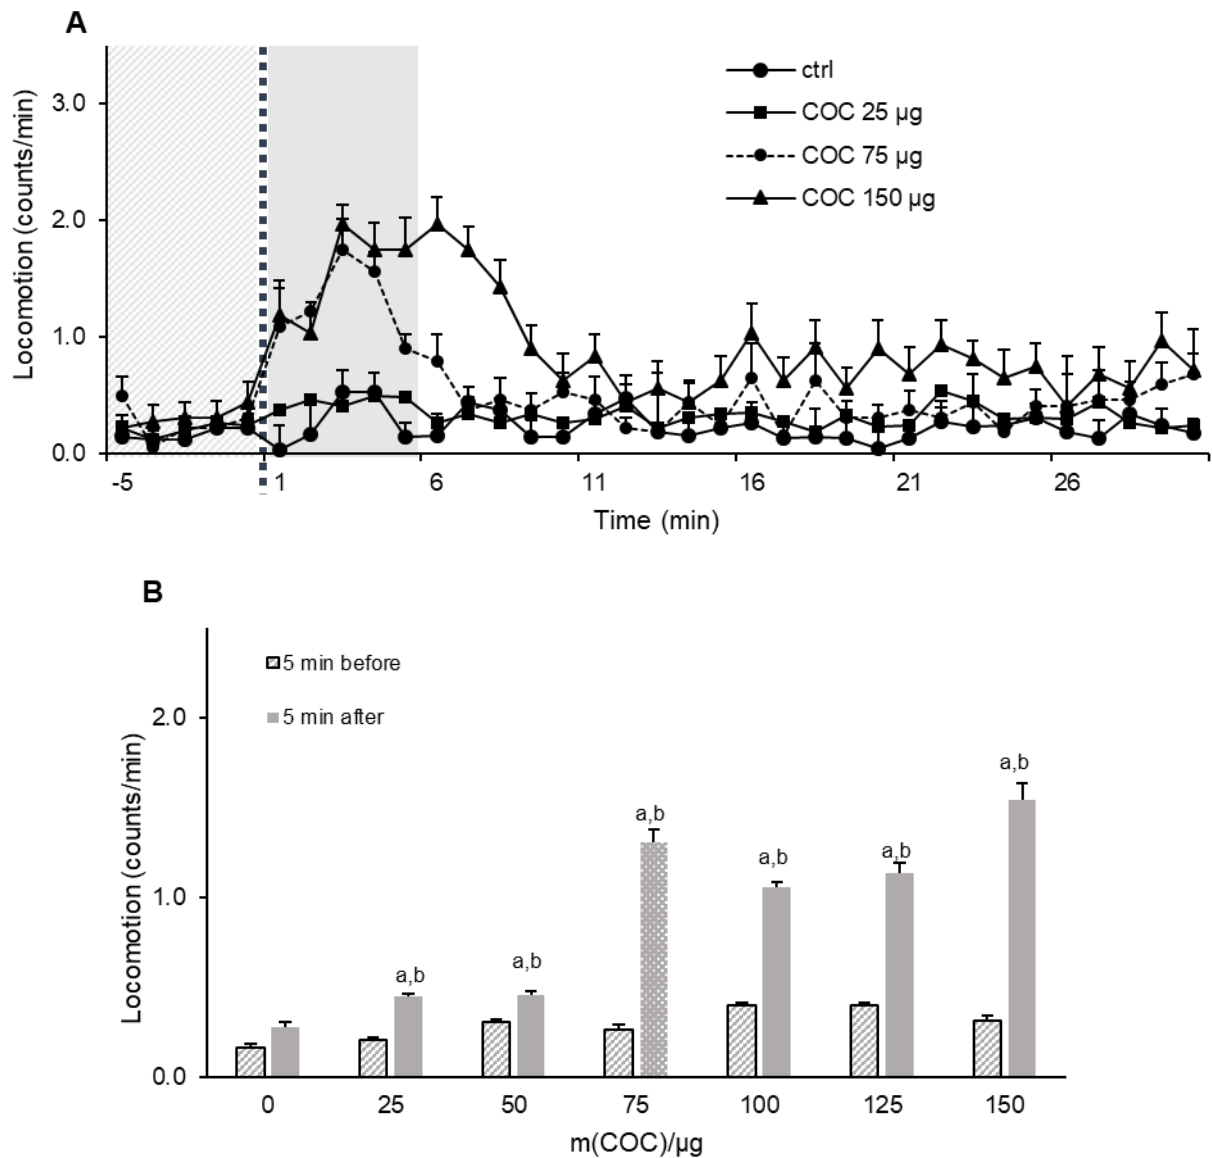 A
Locomotion (counts/min)
3.0
2.0
1.0
0.0
ctrl
COC 25 µg
COC 75 µg
COC 150 µg
-5 1 6 11 16 21 26
Time (min)
B
Locomotion (counts/min)
2.0
1.0
0.0
5 min before
5 min after
a,b a,b a,b a,b a,b a,b
0 25 50 75 100 125 150
m(COC)/µg